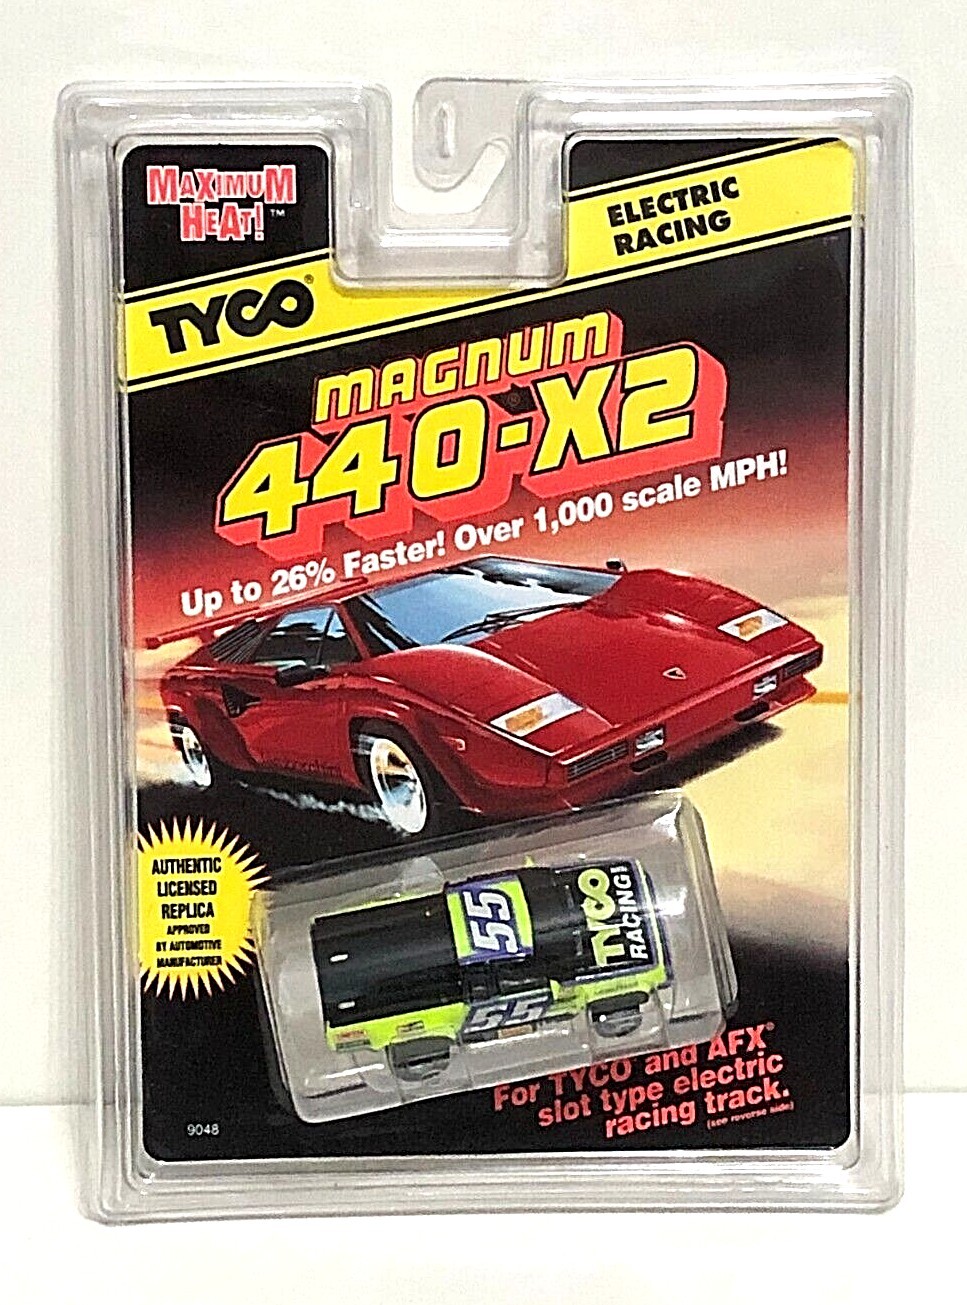 MAXIMUM
HEAT!™
ELECTRIC
RACING
TYCO®
MAGNUM
440-X2®
Up to 26% Faster! Over 1,000 scale MPH!
AUTHENTIC
LICENSED
REPLICA
APPROVED
BY AUTOMOTIVE
MANUFACTURER
55
TYCO
RACING!
55
For TYCO® and AFX®
slot type electric
racing track.
(see reverse side)
9048